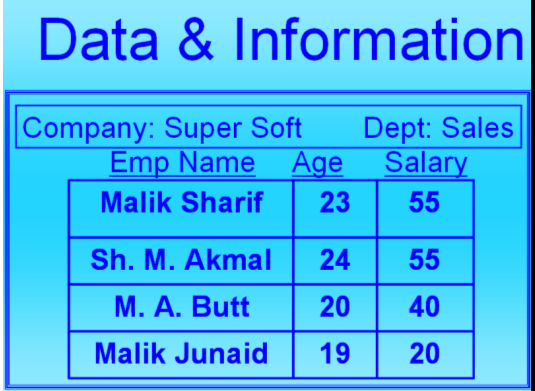 Data & Information
Company: Super Soft Dept: Sales
Emp Name Age Salary
Malik Sharif 23 55
Sh. M. Akmal 24 55
M. A. Butt 20 40
Malik Junaid 19 20